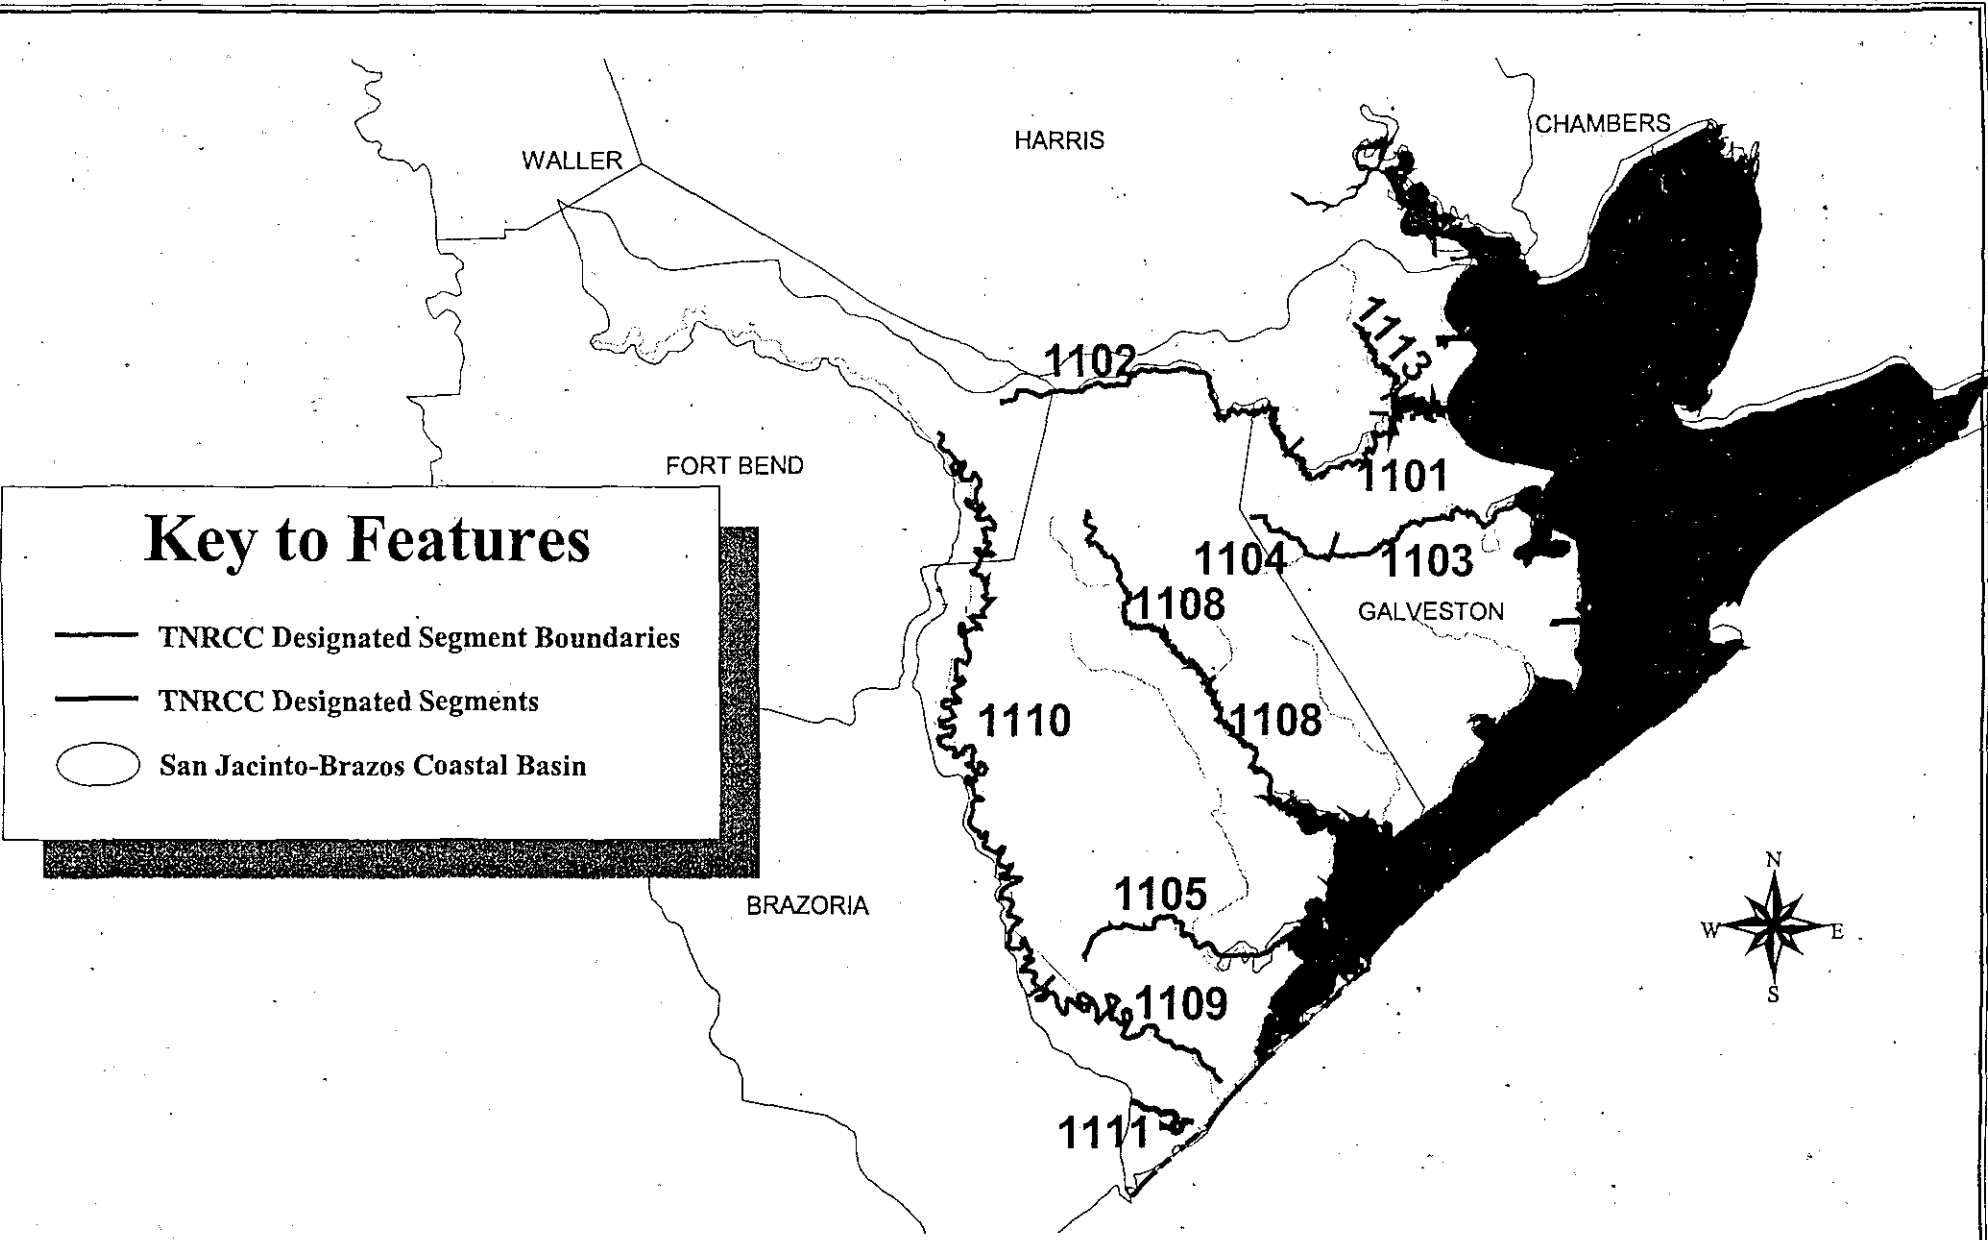 CHAMBERS
HARRIS
WALLER
1113
1102
FORT BEND
1101
Key to Features
TNRCC Designated Segment Boundaries
TNRCC Designated Segments
San Jacinto-Brazos Coastal Basin
1104
1103
1108
GALVESTON
1110
1108
1105
BRAZORIA
N
W
E
S
1109
1111